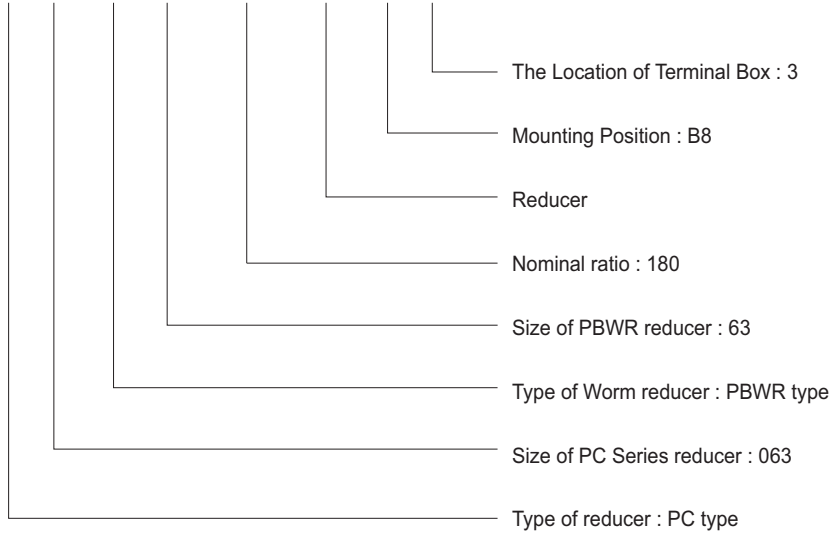 The Location of Terminal Box : 3
Mounting Position : B8
Reducer
Nominal ratio : 180
Size of PBWR reducer : 63
Type of Worm reducer : PBWR type
Size of PC Series reducer : 063
Type of reducer : PC type